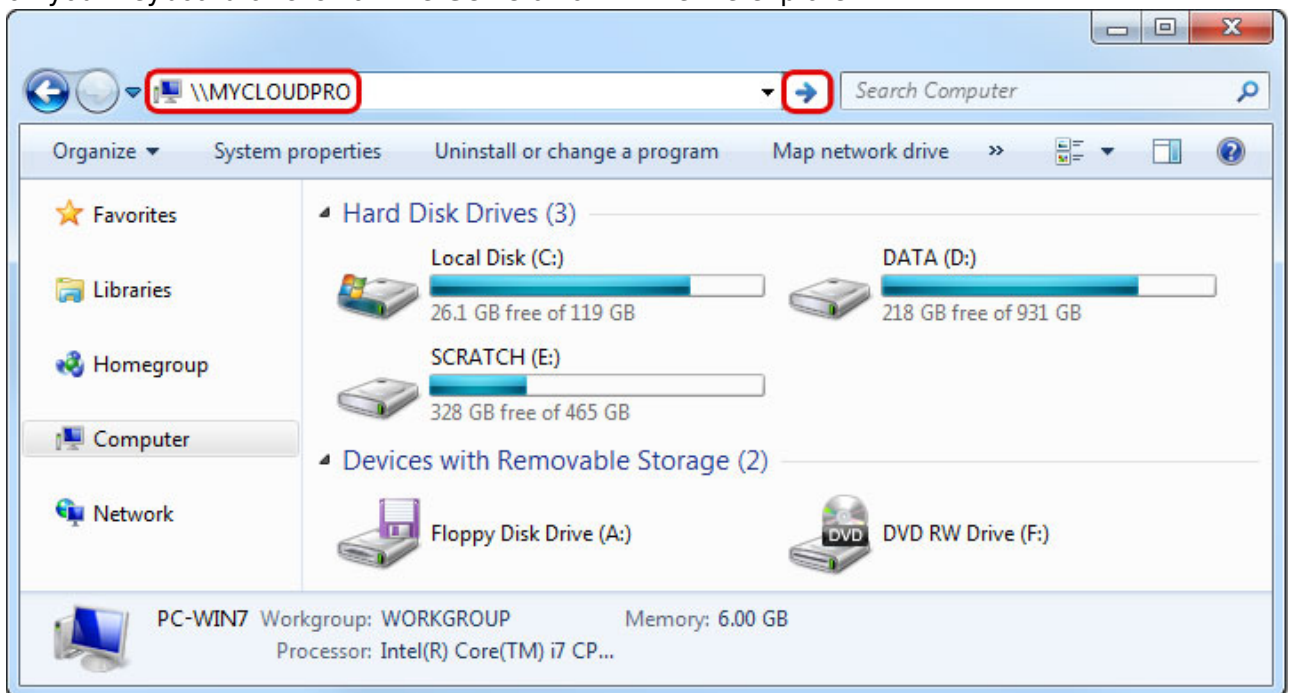 \\MYCLOUDPRO
Search Computer
Organize System properties Uninstall or change a program Map network drive »
Favorites
Libraries
Homegroup
Computer
Network
Hard Disk Drives (3)
Local Disk (C:)
26.1 GB free of 119 GB
DATA (D:)
218 GB free of 931 GB
SCRATCH (E:)
328 GB free of 465 GB
Devices with Removable Storage (2)
Floppy Disk Drive (A:)
DVD
DVD RW Drive (F:)
PC-WIN7 Workgroup: WORKGROUP Memory: 6.00 GB
Processor: Intel(R) Core(TM) i7 CP...